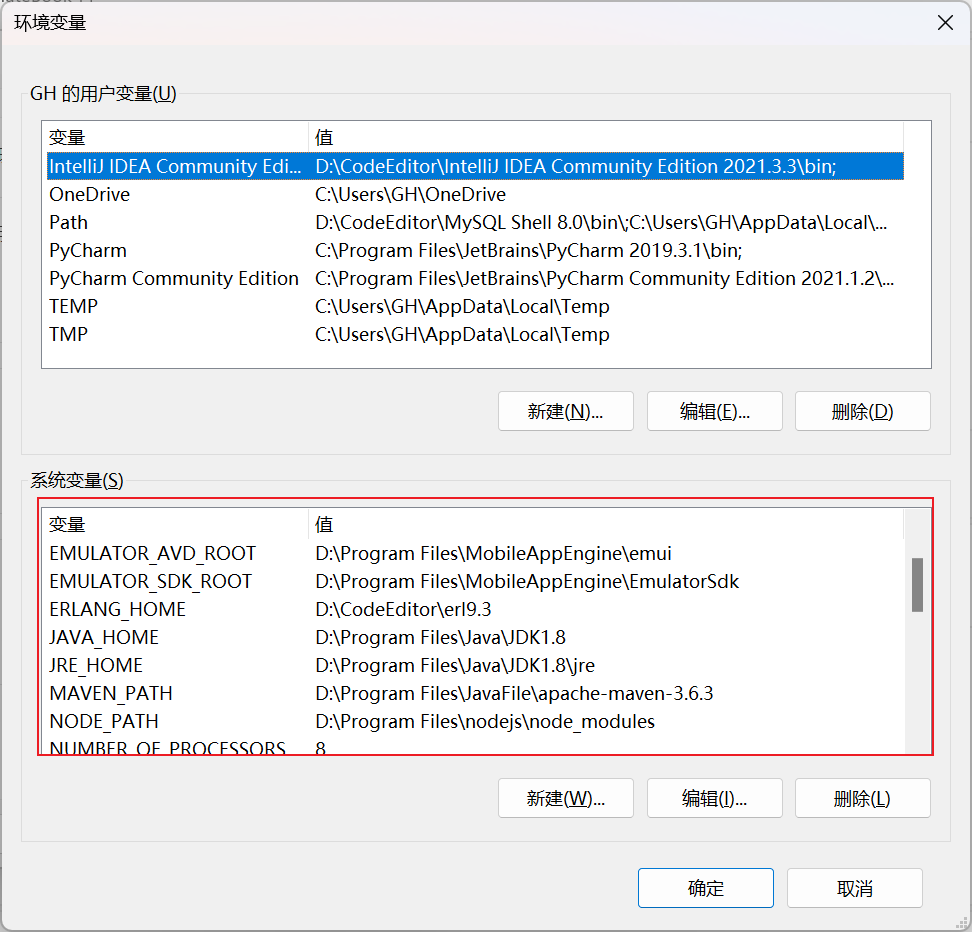 环境变量
GH 的用户变量(U)
变量 值
IntelliJ IDEA Community Edi... D:\CodeEditor\IntelliJ IDEA Community Edition 2021.3.3\bin;
OneDrive C:\Users\GH\OneDrive
Path D:\CodeEditor\MySQL Shell 8.0\bin\;C:\Users\GH\AppData\Local\...
PyCharm C:\Program Files\JetBrains\PyCharm 2019.3.1\bin;
PyCharm Community Edition C:\Program Files\JetBrains\PyCharm Community Edition 2021.1.2\...
TEMP C:\Users\GH\AppData\Local\Temp
TMP C:\Users\GH\AppData\Local\Temp
新建(N)... 编辑(E)... 删除(D)
系统变量(S)
变量 值
EMULATOR_AVD_ROOT D:\Program Files\MobileAppEngine\emui
EMULATOR_SDK_ROOT D:\Program Files\MobileAppEngine\EmulatorSdk
ERLANG_HOME D:\CodeEditor\erl9.3
JAVA_HOME D:\Program Files\Java\JDK1.8
JRE_HOME D:\Program Files\Java\JDK1.8\jre
MAVEN_PATH D:\Program Files\JavaFile\apache-maven-3.6.3
NODE_PATH D:\Program Files\nodejs\node_modules
NUMBER_OF_PROCESSORS 8
新建(W)... 编辑(I)... 删除(L)
确定 取消